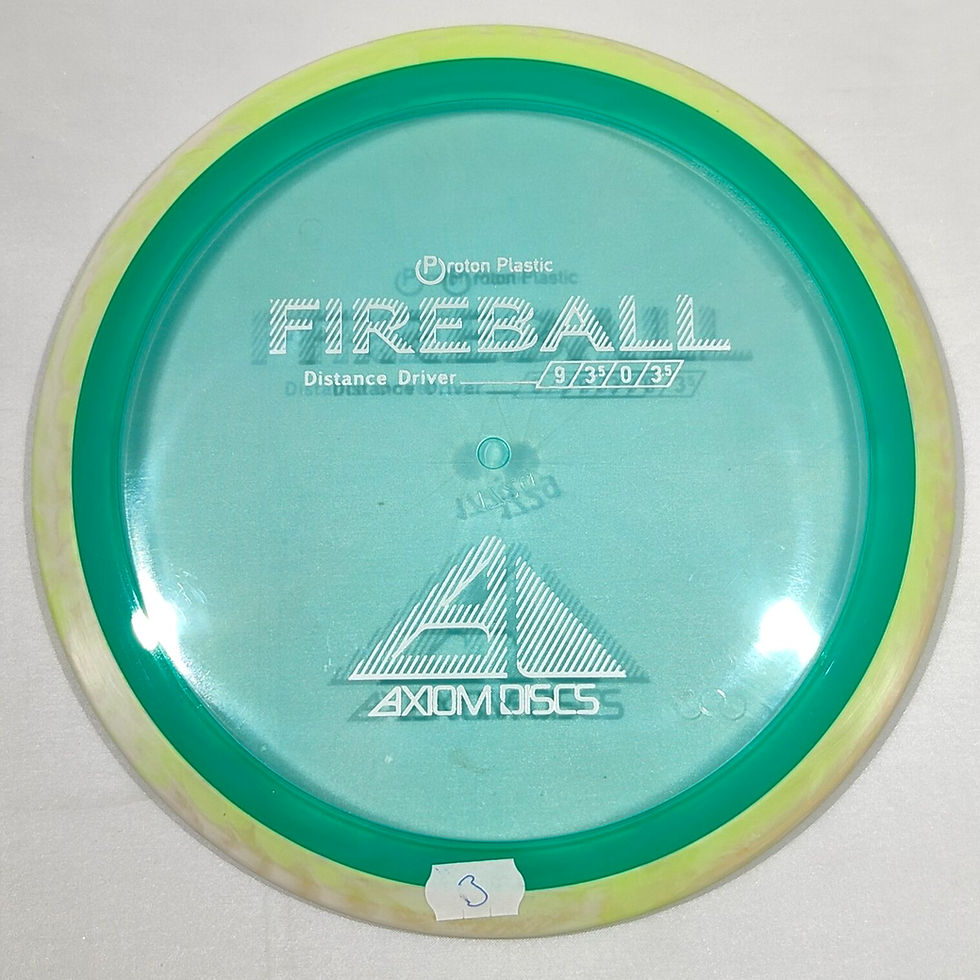 Proton Plastic
FIREBALL
Distance Driver 9/3.5/0/3.5
AXIOM DISCS
3